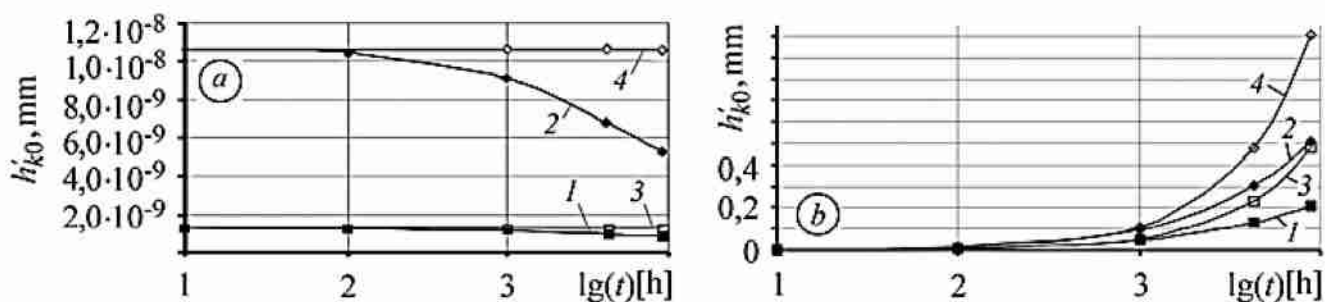 1,2·10⁻⁸
1,0·10⁻⁸
8,0·10⁻⁹
6,0·10⁻⁹
4,0·10⁻⁹
2,0·10⁻⁹
h′k0, mm
a
4
2
1
3
1 2 3 lg(t)[h]
h′k0, mm
0,4
0,2
0
b
4
2
3
1
1 2 3 lg(t)[h]